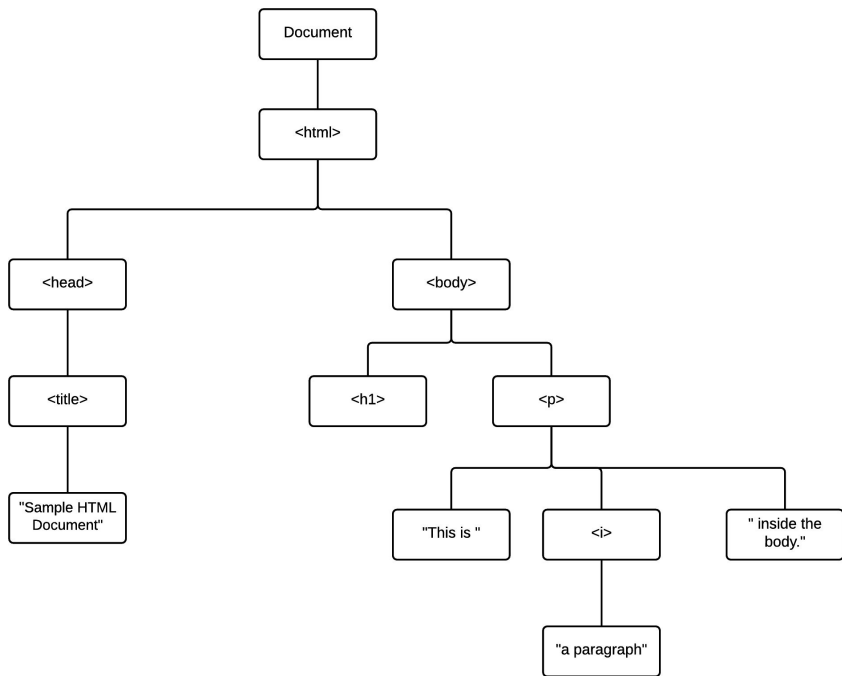 Document
<html>
<head>
<body>
<title>
<h1>
<p>
"Sample HTML
Document"
"This is "
<i>
" inside the
body."
"a paragraph"